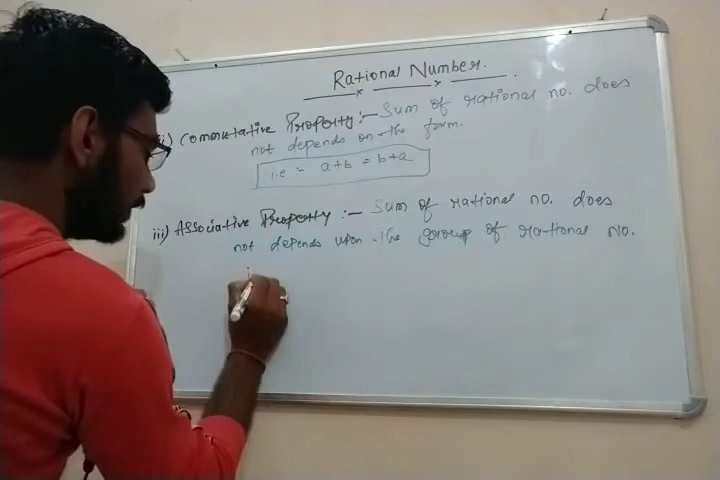 Rational Number.
ii) Commutative Property :- Sum of rational no. does
not depends on the form.
i.e :- a+b = b+a
iii) Associative Property :- Sum of rational no. does
not depends upon the group of rational no.
i